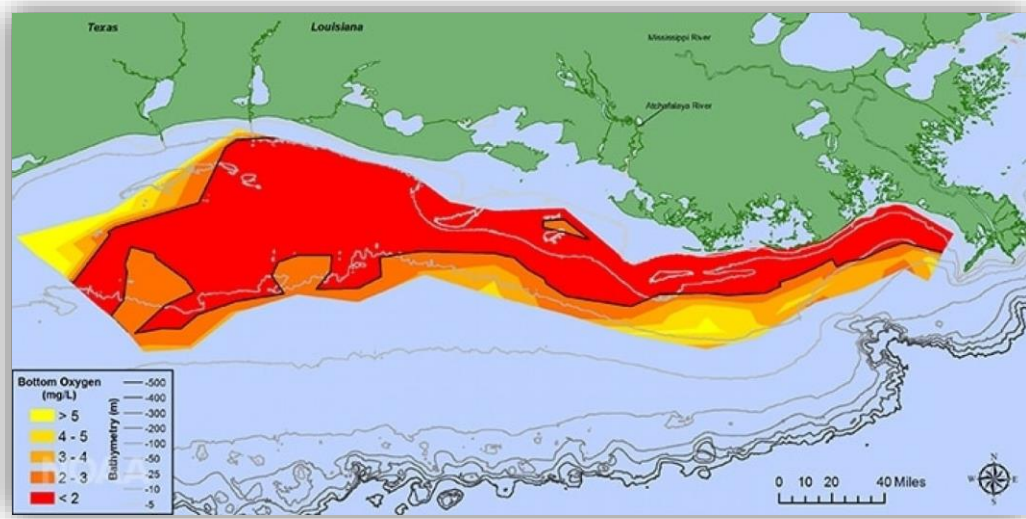 Texas
Louisiana
Mississippi River
Atchafalaya River
Bottom Oxygen
(mg/L)
> 5
4 - 5
3 - 4
2 - 3
< 2
Bathymetry (m)
-500
-400
-300
-200
-100
-50
-25
-10
-5
NOAA
N
W
E
S
0 10 20 40 Miles